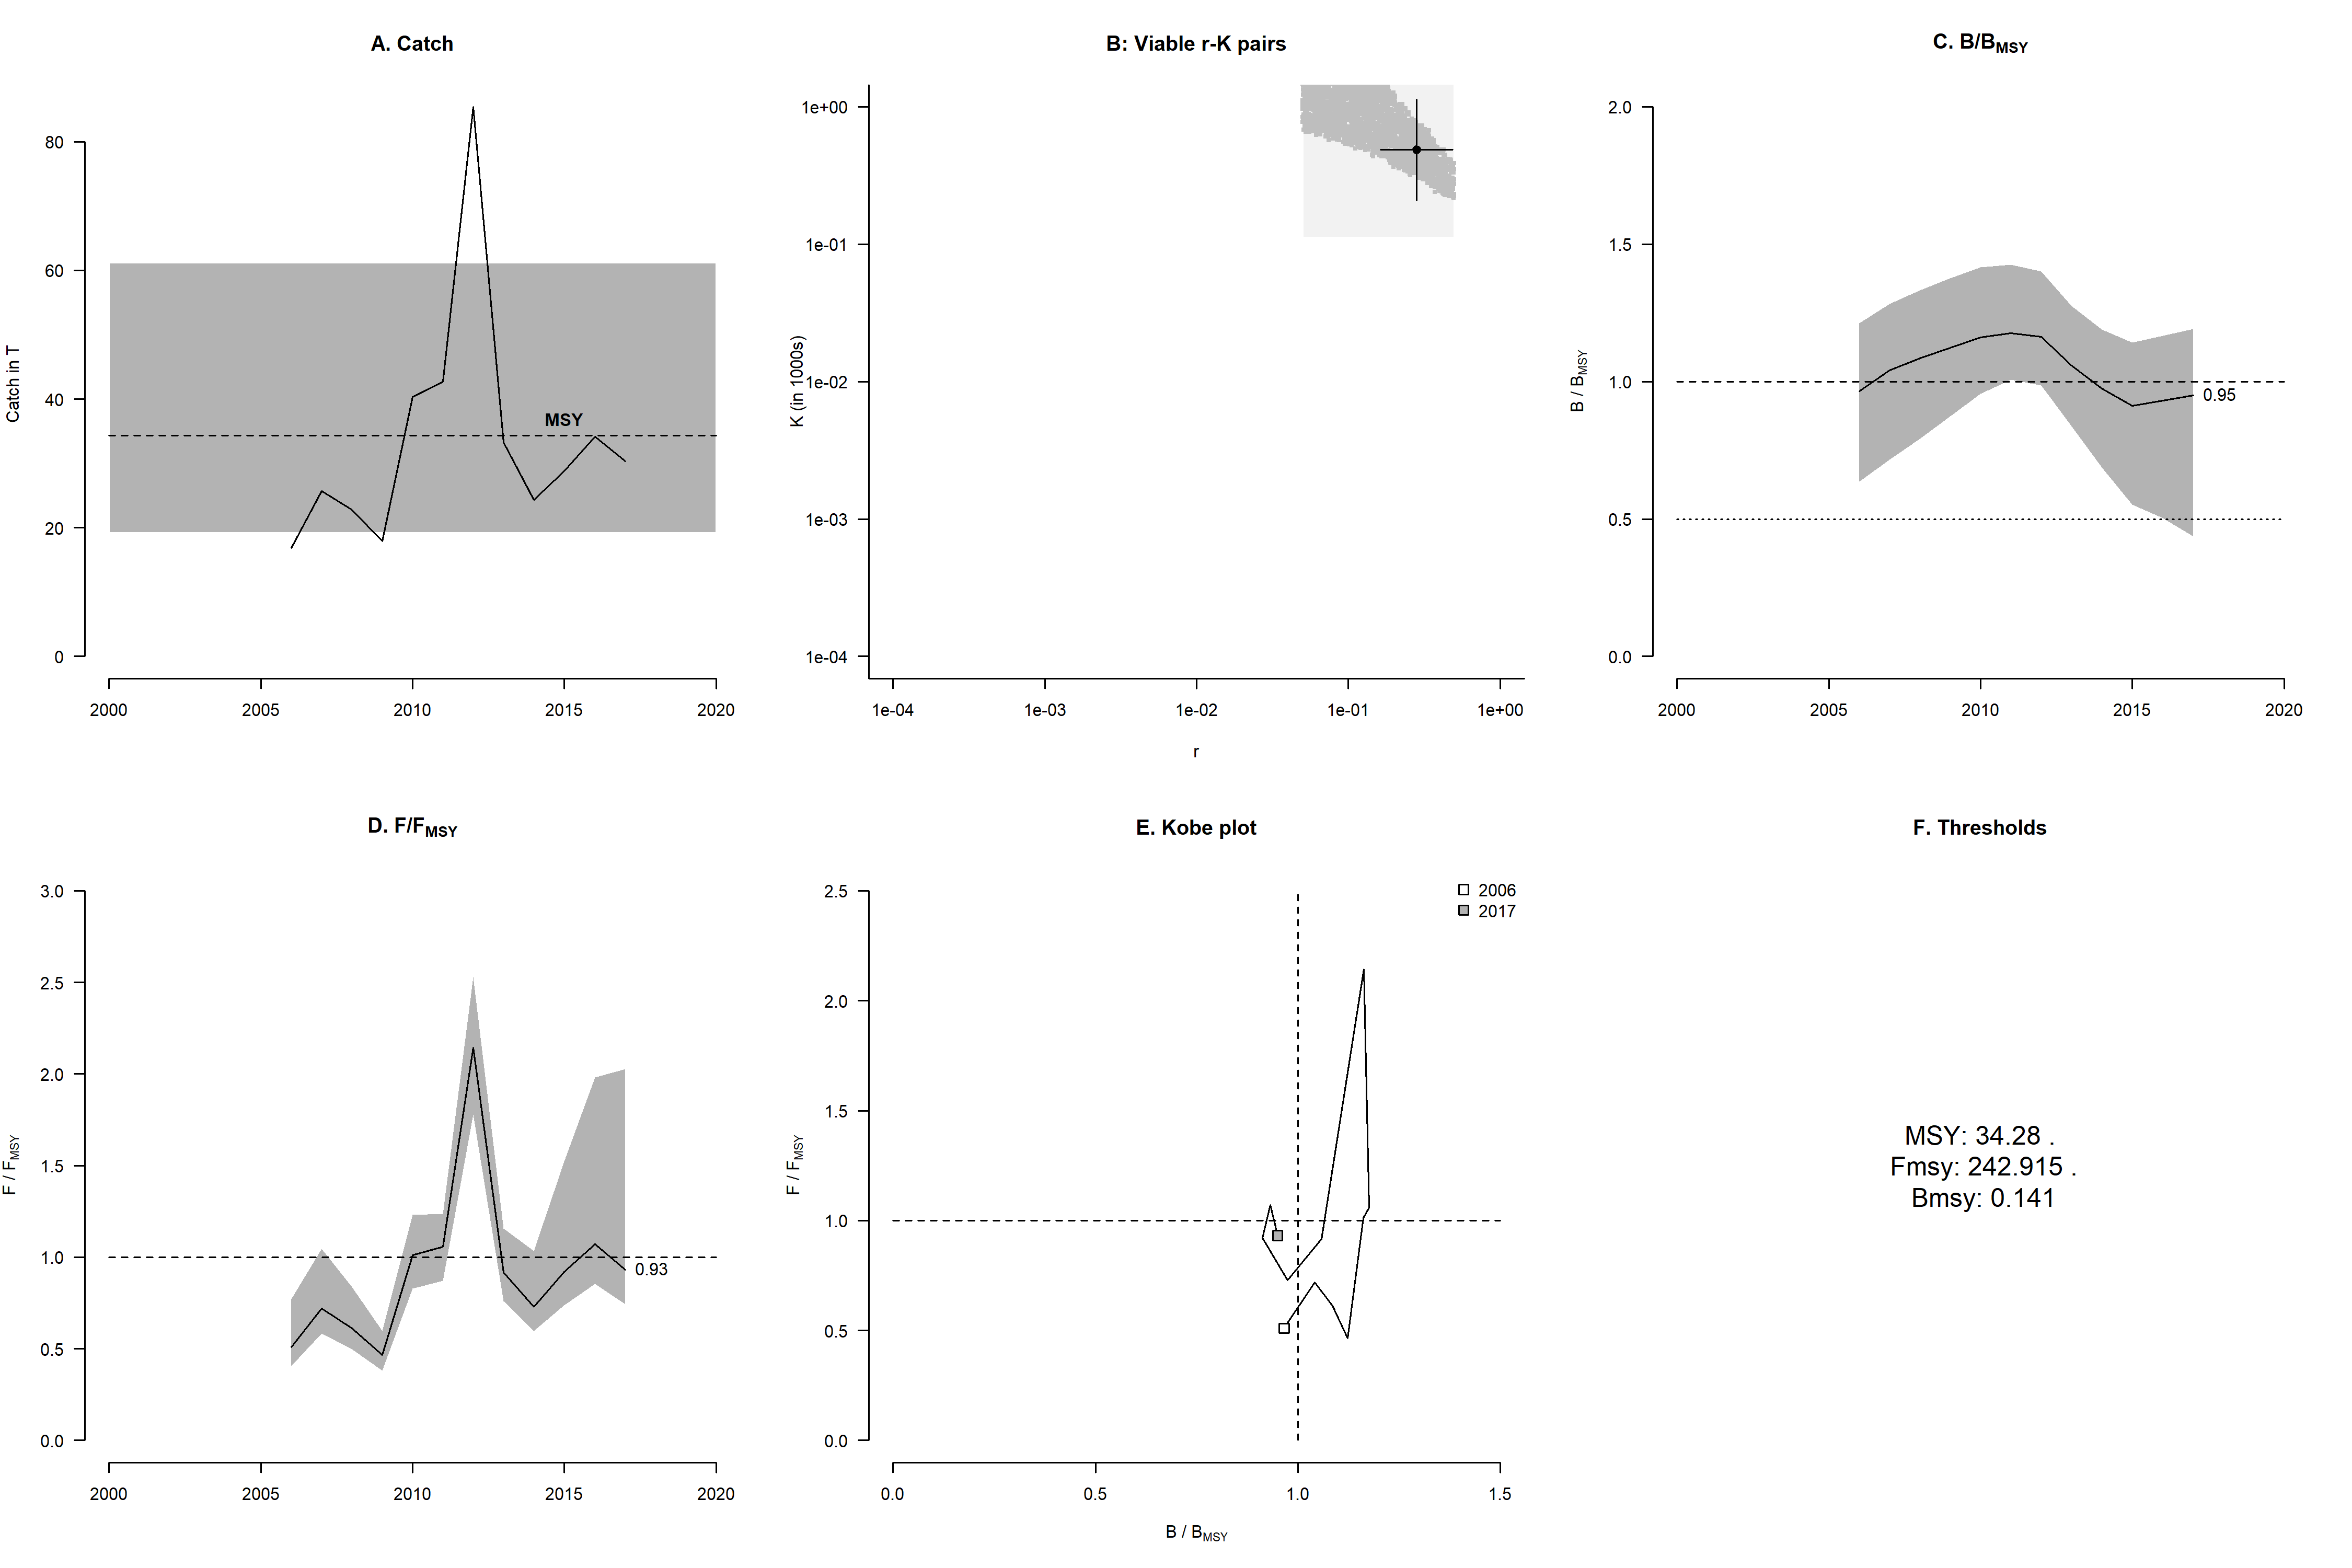 A. Catch
Catch in T
80
60
40
20
0
MSY
2000 2005 2010 2015 2020
B: Viable r-K pairs
K (in 1000s)
1e+00
1e-01
1e-02
1e-03
1e-04
1e-04 1e-03 1e-02 1e-01 1e+00
r
C. B/BMSY
B / BMSY
2.0
1.5
1.0
0.5
0.0
0.95
2000 2005 2010 2015 2020
D. F/FMSY
F / FMSY
3.0
2.5
2.0
1.5
1.0
0.5
0.0
0.93
2000 2005 2010 2015 2020
E. Kobe plot
F / FMSY
2.5
2.0
1.5
1.0
0.5
0.0
2006
2017
0.0 0.5 1.0 1.5
B / BMSY
F. Thresholds
MSY: 34.28 .
Fmsy: 242.915 .
Bmsy: 0.141